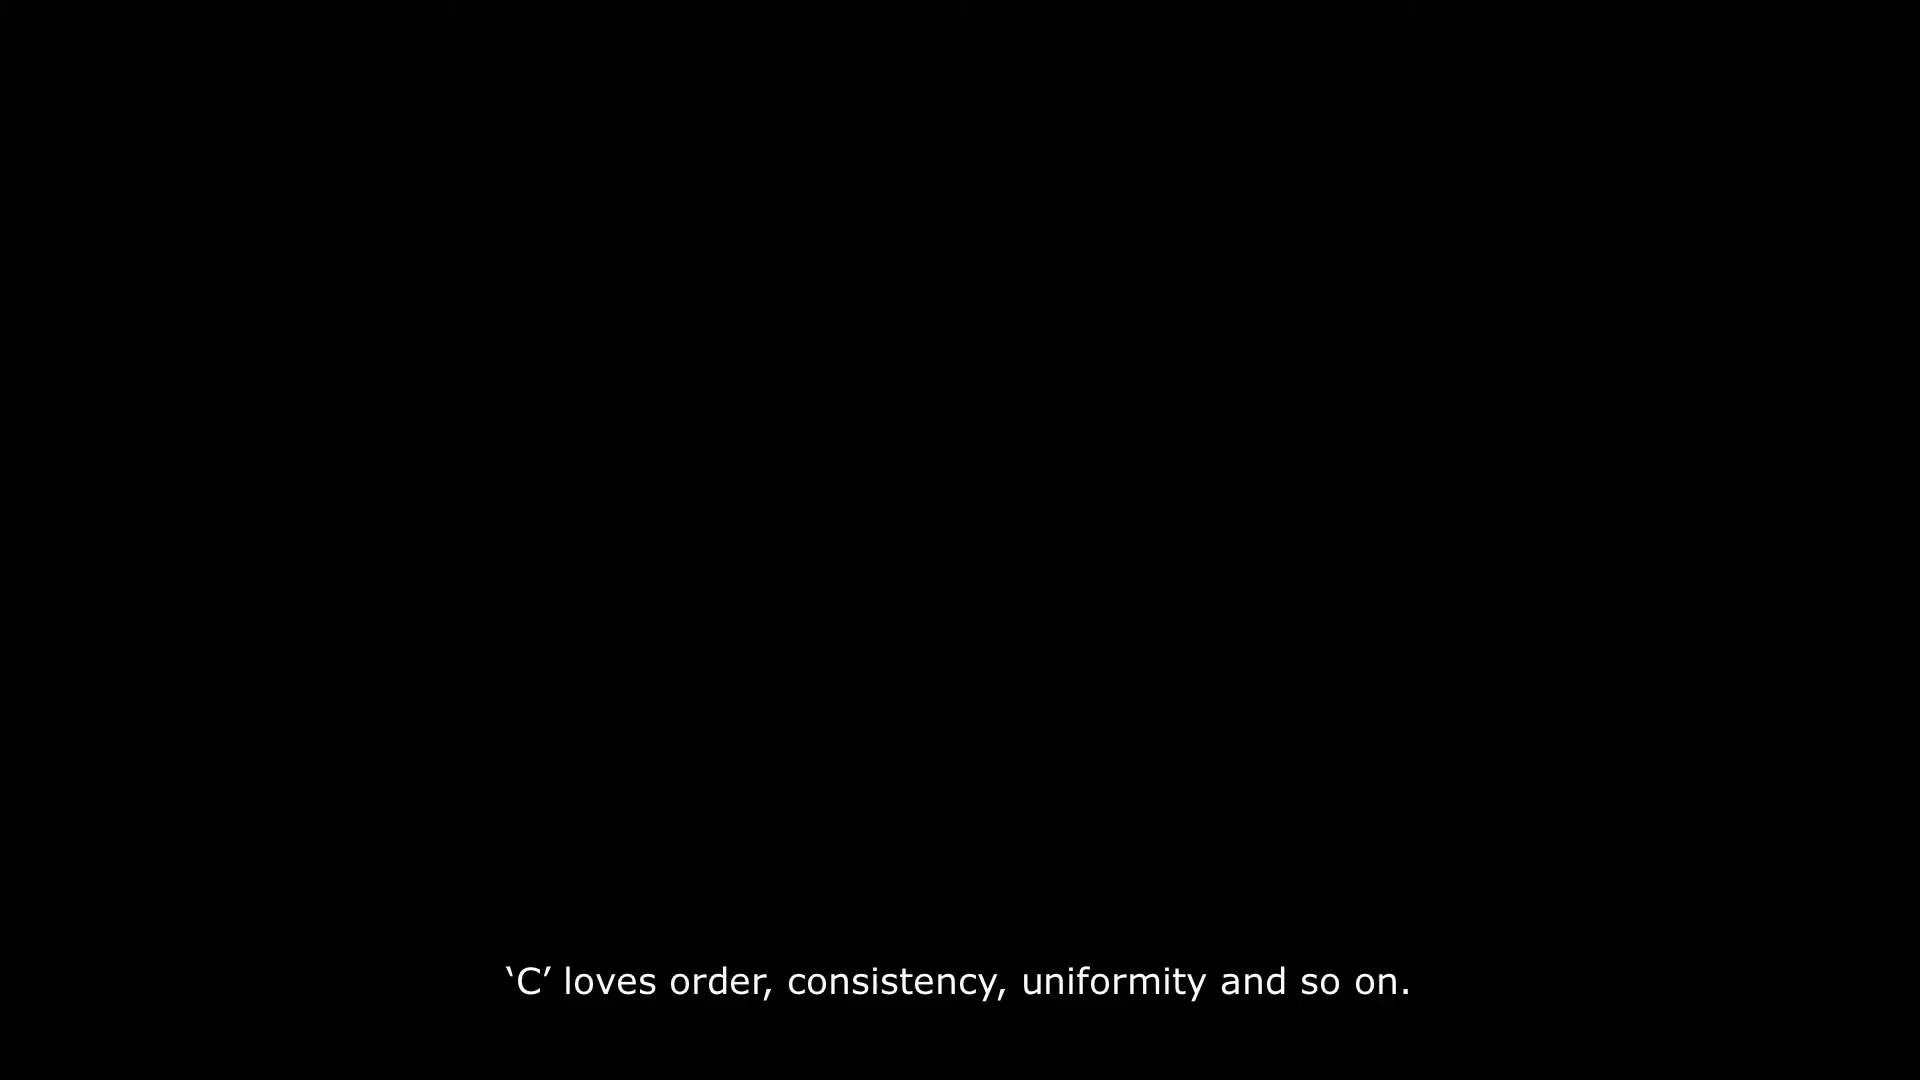 ‘C’ loves order, consistency, uniformity and so on.